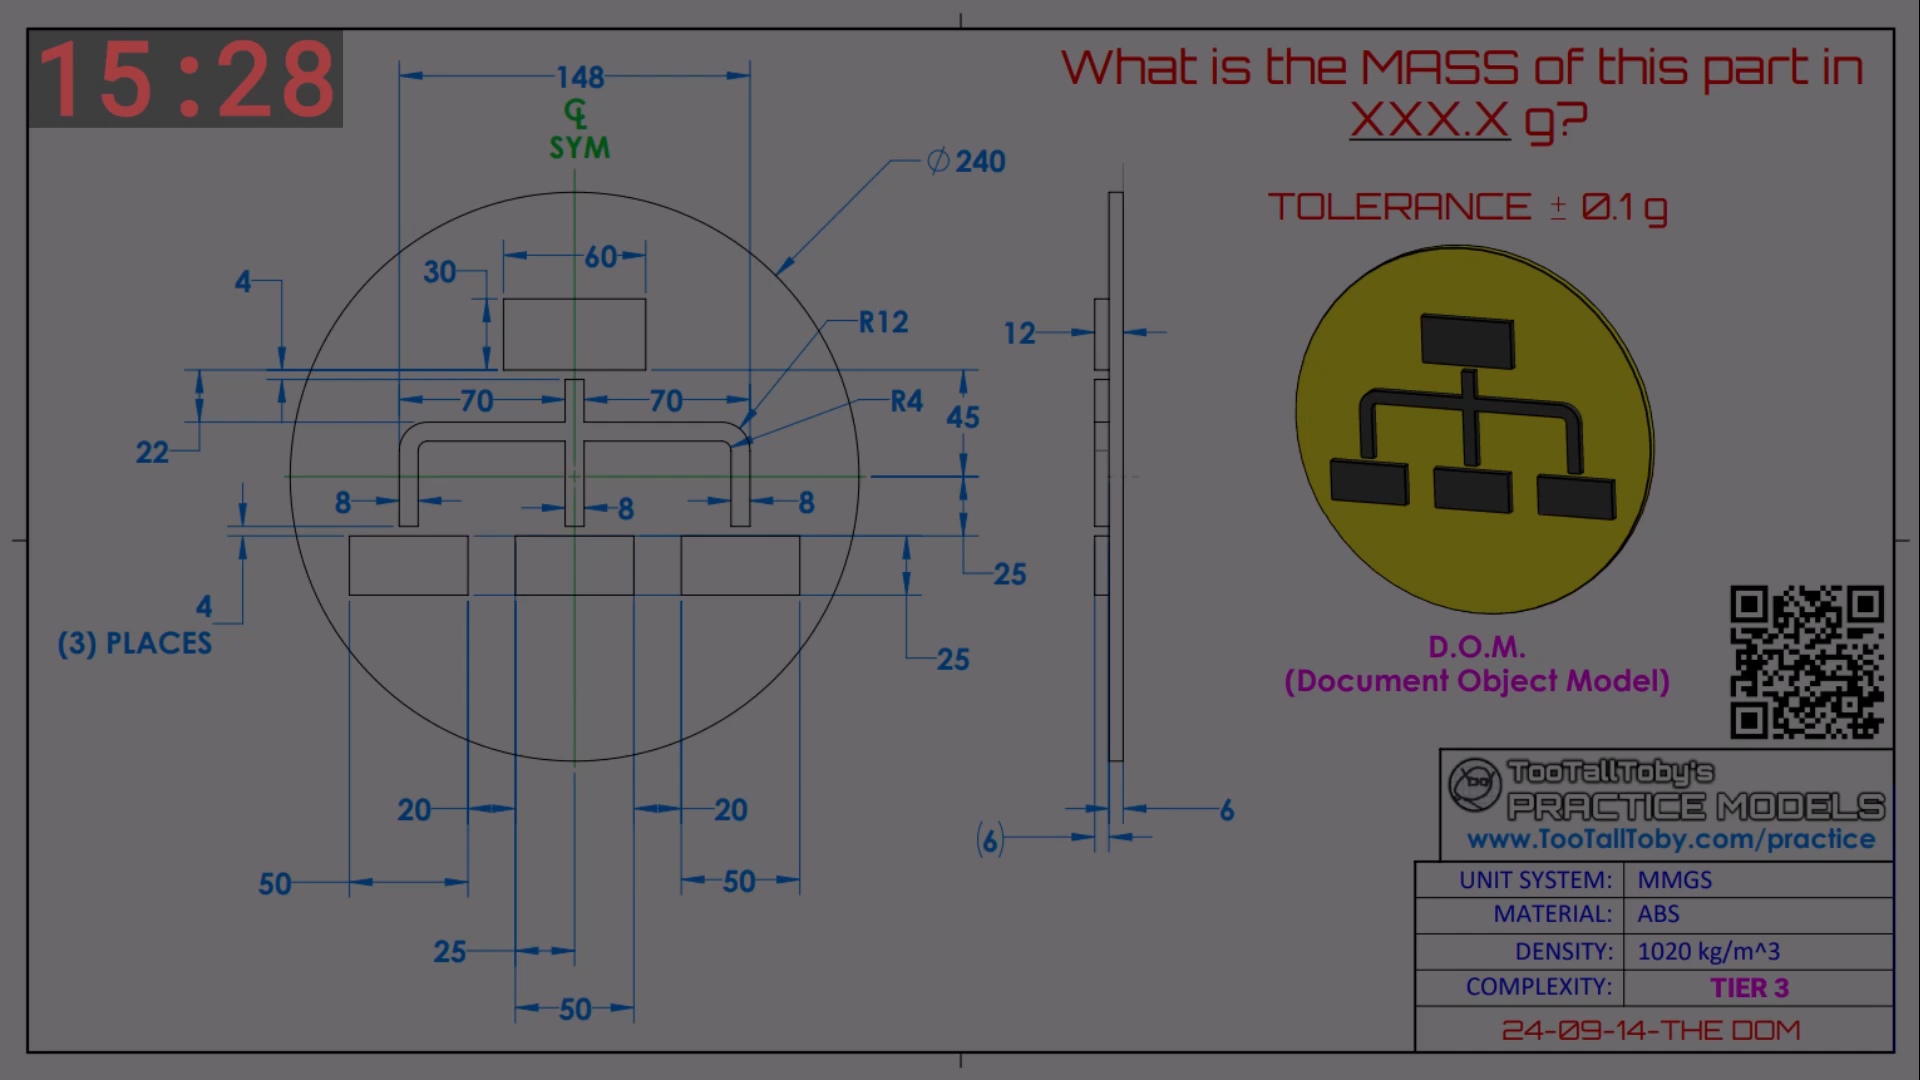 15:28
What is the MASS of this part in
XXX.X g?
TOLERANCE ± 0.1 g
148
℄
SYM
Ø 240
60
30
4
R12
12
70
70
R4
45
22
8
8
8
25
4
(3) PLACES
25
D.O.M.
(Document Object Model)
20
20
6
(6)
50
50
25
50
TooTallToby's
PRACTICE MODELS
www.TooTallToby.com/practice
UNIT SYSTEM: MMGS
MATERIAL: ABS
DENSITY: 1020 kg/m^3
COMPLEXITY: TIER 3
24-09-14-THE DOM